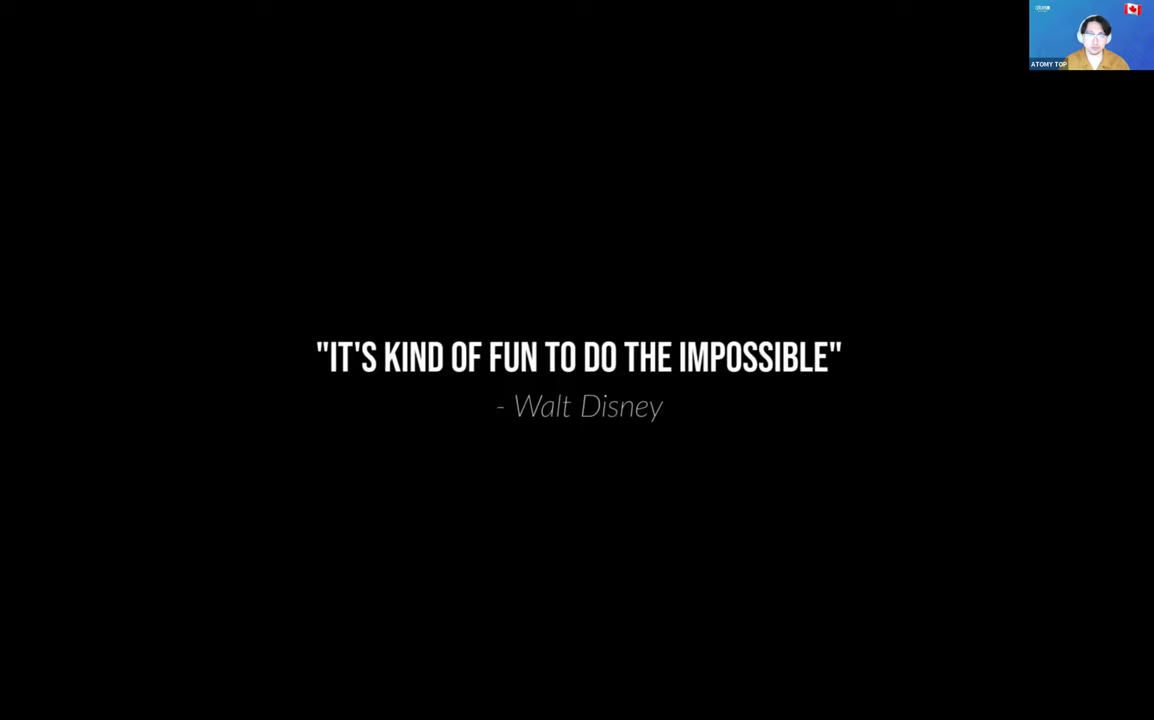 ATOMY TOP
"IT'S KIND OF FUN TO DO THE IMPOSSIBLE"
- Walt Disney